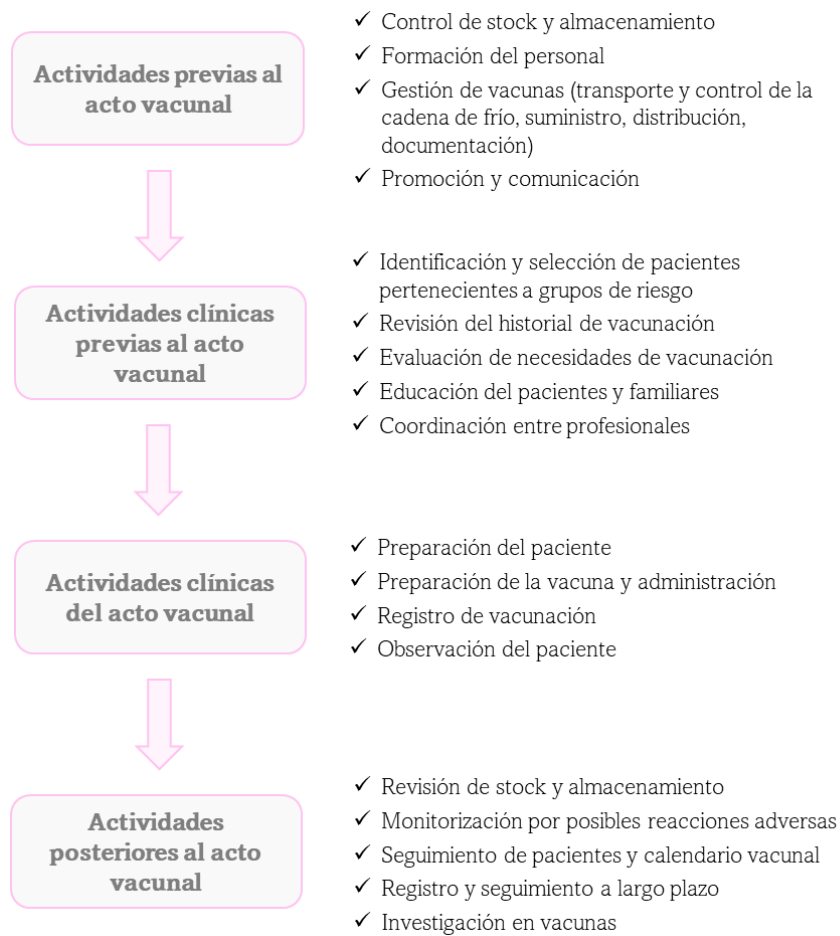 Actividades previas al
acto vacunal
✓ Control de stock y almacenamiento
✓ Formación del personal
✓ Gestión de vacunas (transporte y control de la
cadena de frío, suministro, distribución,
documentación)
✓ Promoción y comunicación
Actividades clínicas
previas al acto
vacunal
✓ Identificación y selección de pacientes
pertenecientes a grupos de riesgo
✓ Revisión del historial de vacunación
✓ Evaluación de necesidades de vacunación
✓ Educación del pacientes y familiares
✓ Coordinación entre profesionales
Actividades clínicas
del acto vacunal
✓ Preparación del paciente
✓ Preparación de la vacuna y administración
✓ Registro de vacunación
✓ Observación del paciente
Actividades
posteriores al acto
vacunal
✓ Revisión de stock y almacenamiento
✓ Monitorización por posibles reacciones adversas
✓ Seguimiento de pacientes y calendario vacunal
✓ Registro y seguimiento a largo plazo
✓ Investigación en vacunas